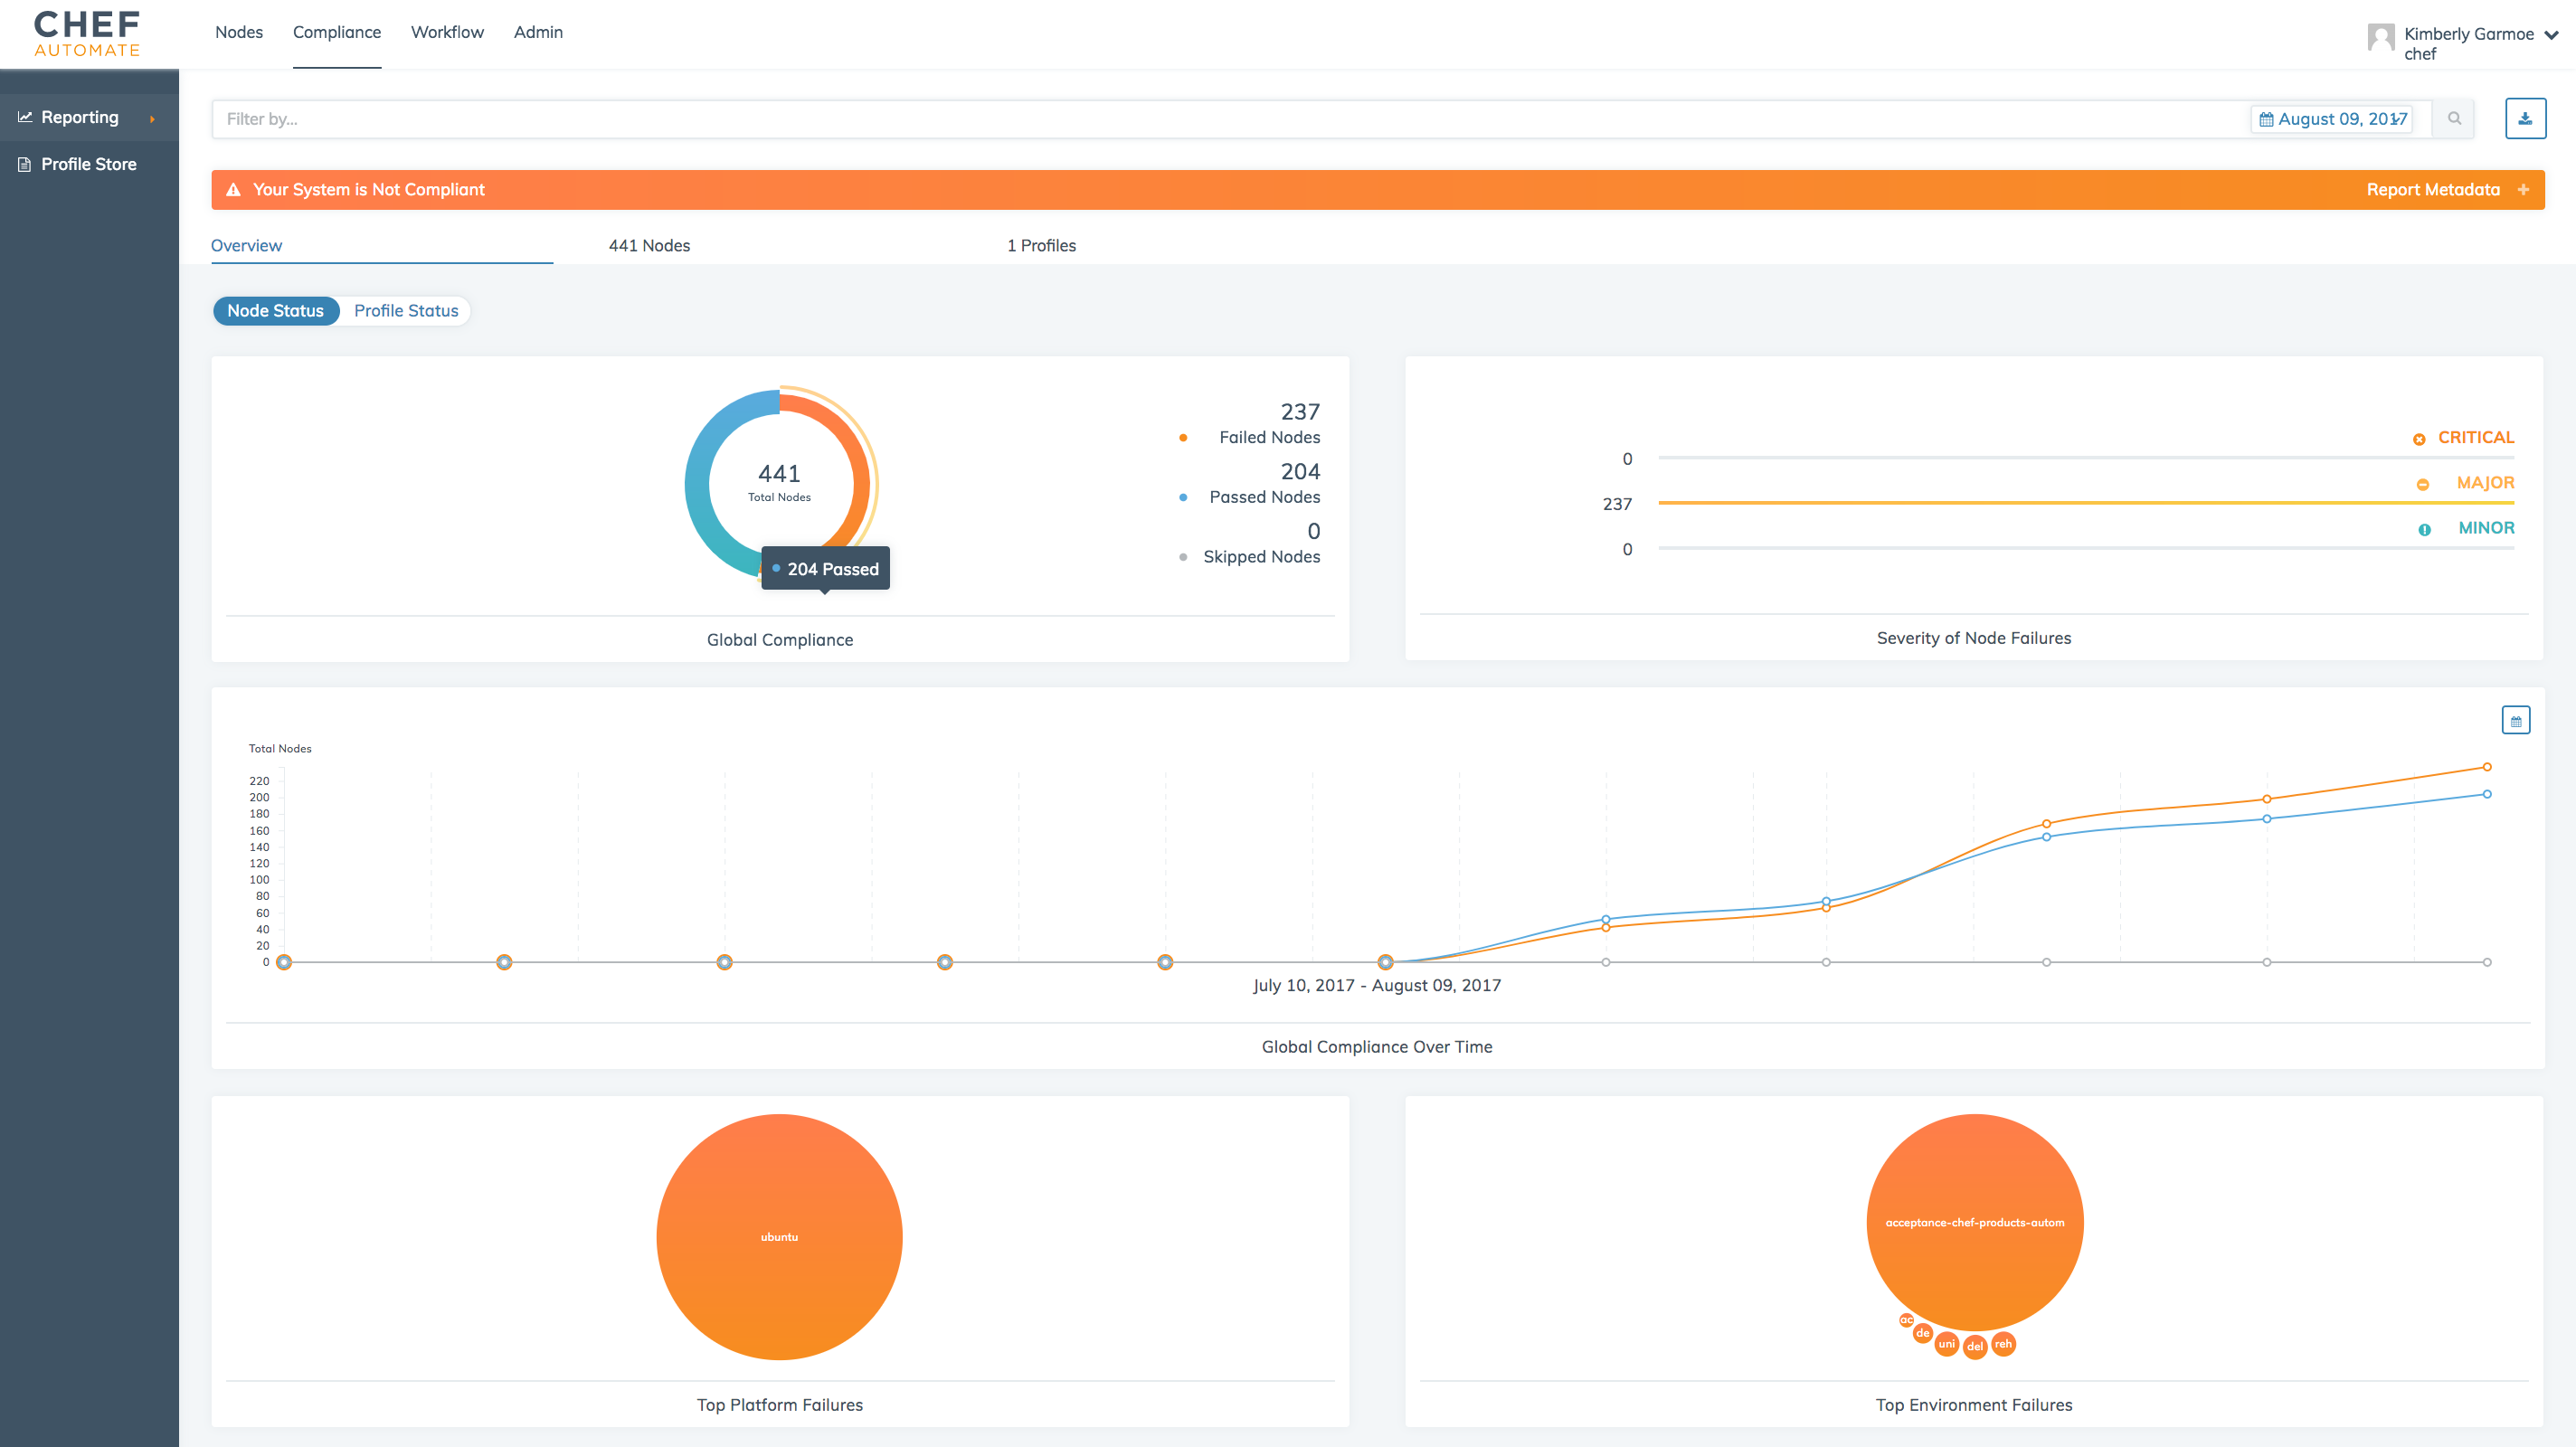 CHEF
AUTOMATE
Nodes
Compliance
Workflow
Admin
Kimberly Garmoe
chef
Reporting
Profile Store
Filter by...
August 09, 2017
Your System is Not Compliant
Report Metadata
Overview
441 Nodes
1 Profiles
Node Status
Profile Status
441
Total Nodes
204 Passed
237
Failed Nodes
204
Passed Nodes
0
Skipped Nodes
Global Compliance
CRITICAL
0
MAJOR
237
MINOR
0
Severity of Node Failures
Total Nodes
220
200
180
160
140
120
100
80
60
40
20
0
July 10, 2017 - August 09, 2017
Global Compliance Over Time
ubuntu
Top Platform Failures
acceptance-chef-products-autom
ac
de
uni
del
reh
Top Environment Failures